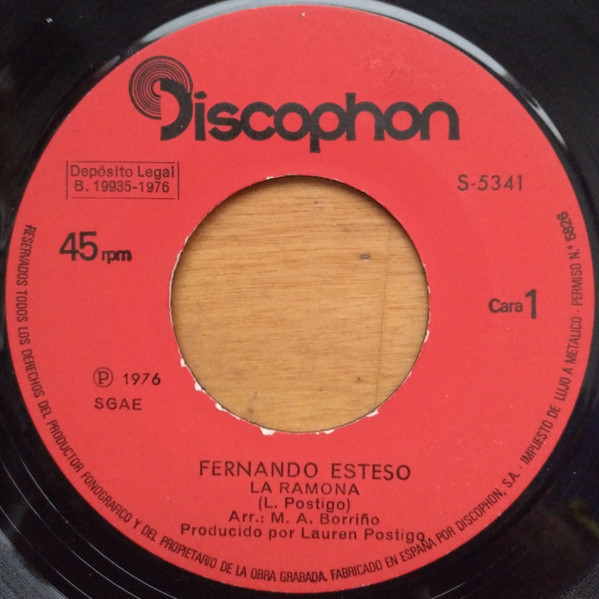 Discophon
Depósito Legal
B. 19935-1976
S-5341
45 rpm
Cara 1
℗ 1976
SGAE
FERNANDO ESTESO
LA RAMONA
(L. Postigo)
Arr.: M. A. Borriño
Producido por Lauren Postigo
RESERVADOS TODOS LOS DERECHOS DEL PRODUCTOR FONOGRARCO Y DEL PROPIETARIO DE LA OBRA GRABADA. FABRICADO EN ESPAÑA POR DISCOPHON, S.A. - IMPUESTO DE LUJO A METALICO - PERMISO N.º 5826